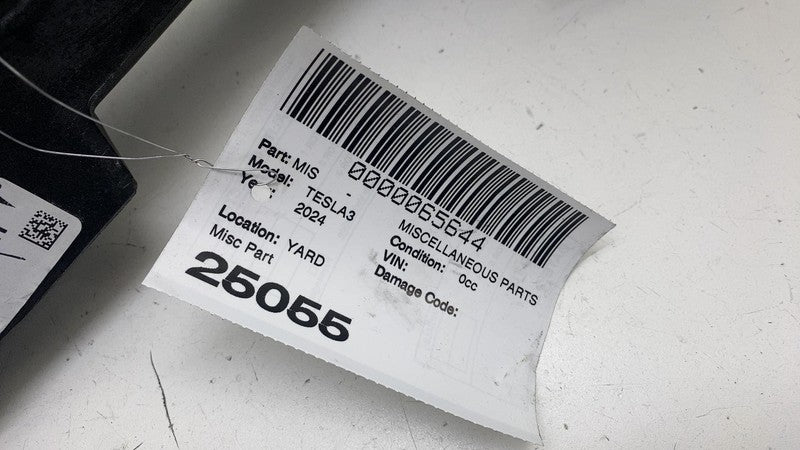 0000065644
Part: MIS - MISCELLANEOUS PARTS
Model: TESLA3 Condition: 0cc
Year: 2024 VIN:
Damage Code:
Location: YARD
Misc Part
25055